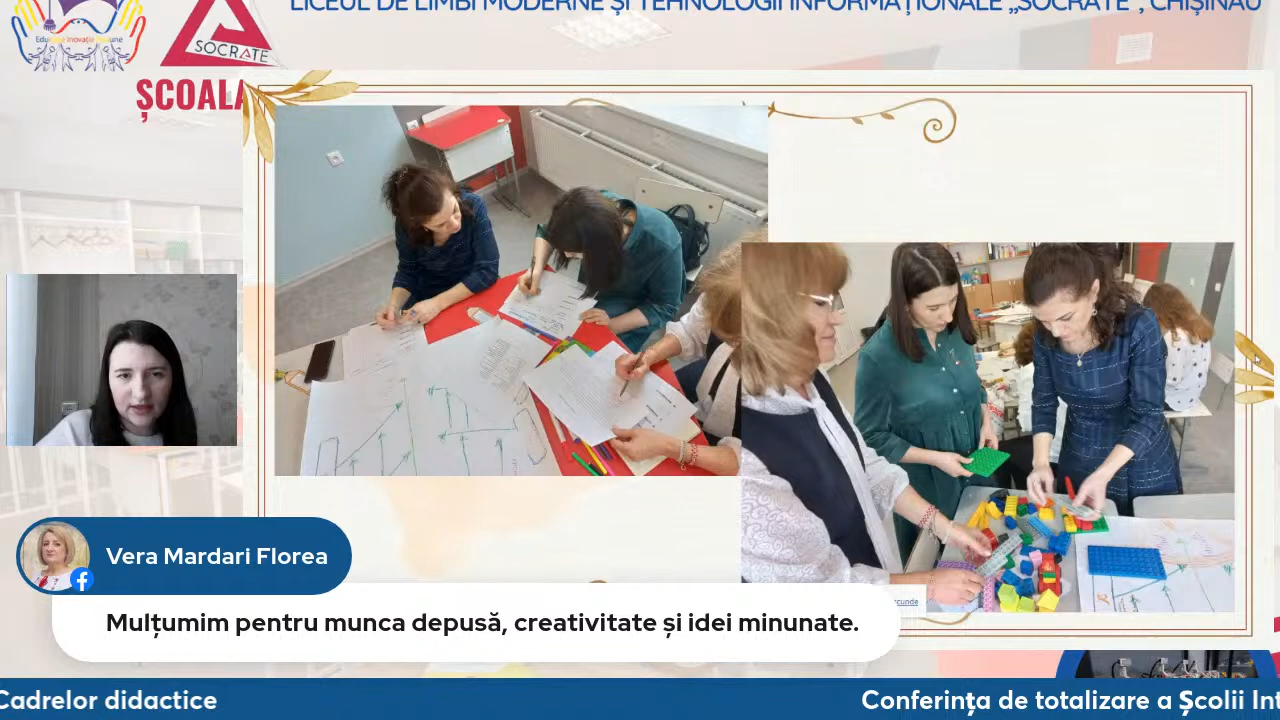 LICEUL DE LIMBI MODERNE ȘI TEHNOLOGII INFORMAȚIONALE „SOCRATE”, CHIȘINĂU
SOCRATE
ȘCOALA
Vera Mardari Florea
Mulțumim pentru munca depusă, creativitate și idei minunate.
Cadrelor didactice
Conferința de totalizare a Școlii Int